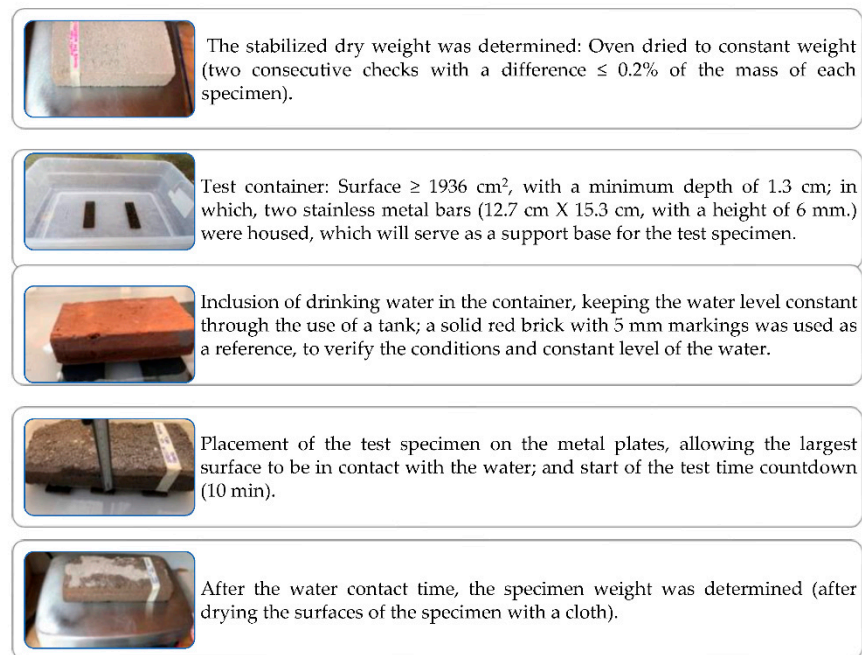 The stabilized dry weight was determined: Oven dried to constant weight
(two consecutive checks with a difference ≤ 0.2% of the mass of each
specimen).
Test container: Surface ≥ 1936 cm², with a minimum depth of 1.3 cm; in
which, two stainless metal bars (12.7 cm X 15.3 cm, with a height of 6 mm.)
were housed, which will serve as a support base for the test specimen.
Inclusion of drinking water in the container, keeping the water level constant
through the use of a tank; a solid red brick with 5 mm markings was used as
a reference, to verify the conditions and constant level of the water.
Placement of the test specimen on the metal plates, allowing the largest
surface to be in contact with the water; and start of the test time countdown
(10 min).
After the water contact time, the specimen weight was determined (after
drying the surfaces of the specimen with a cloth).